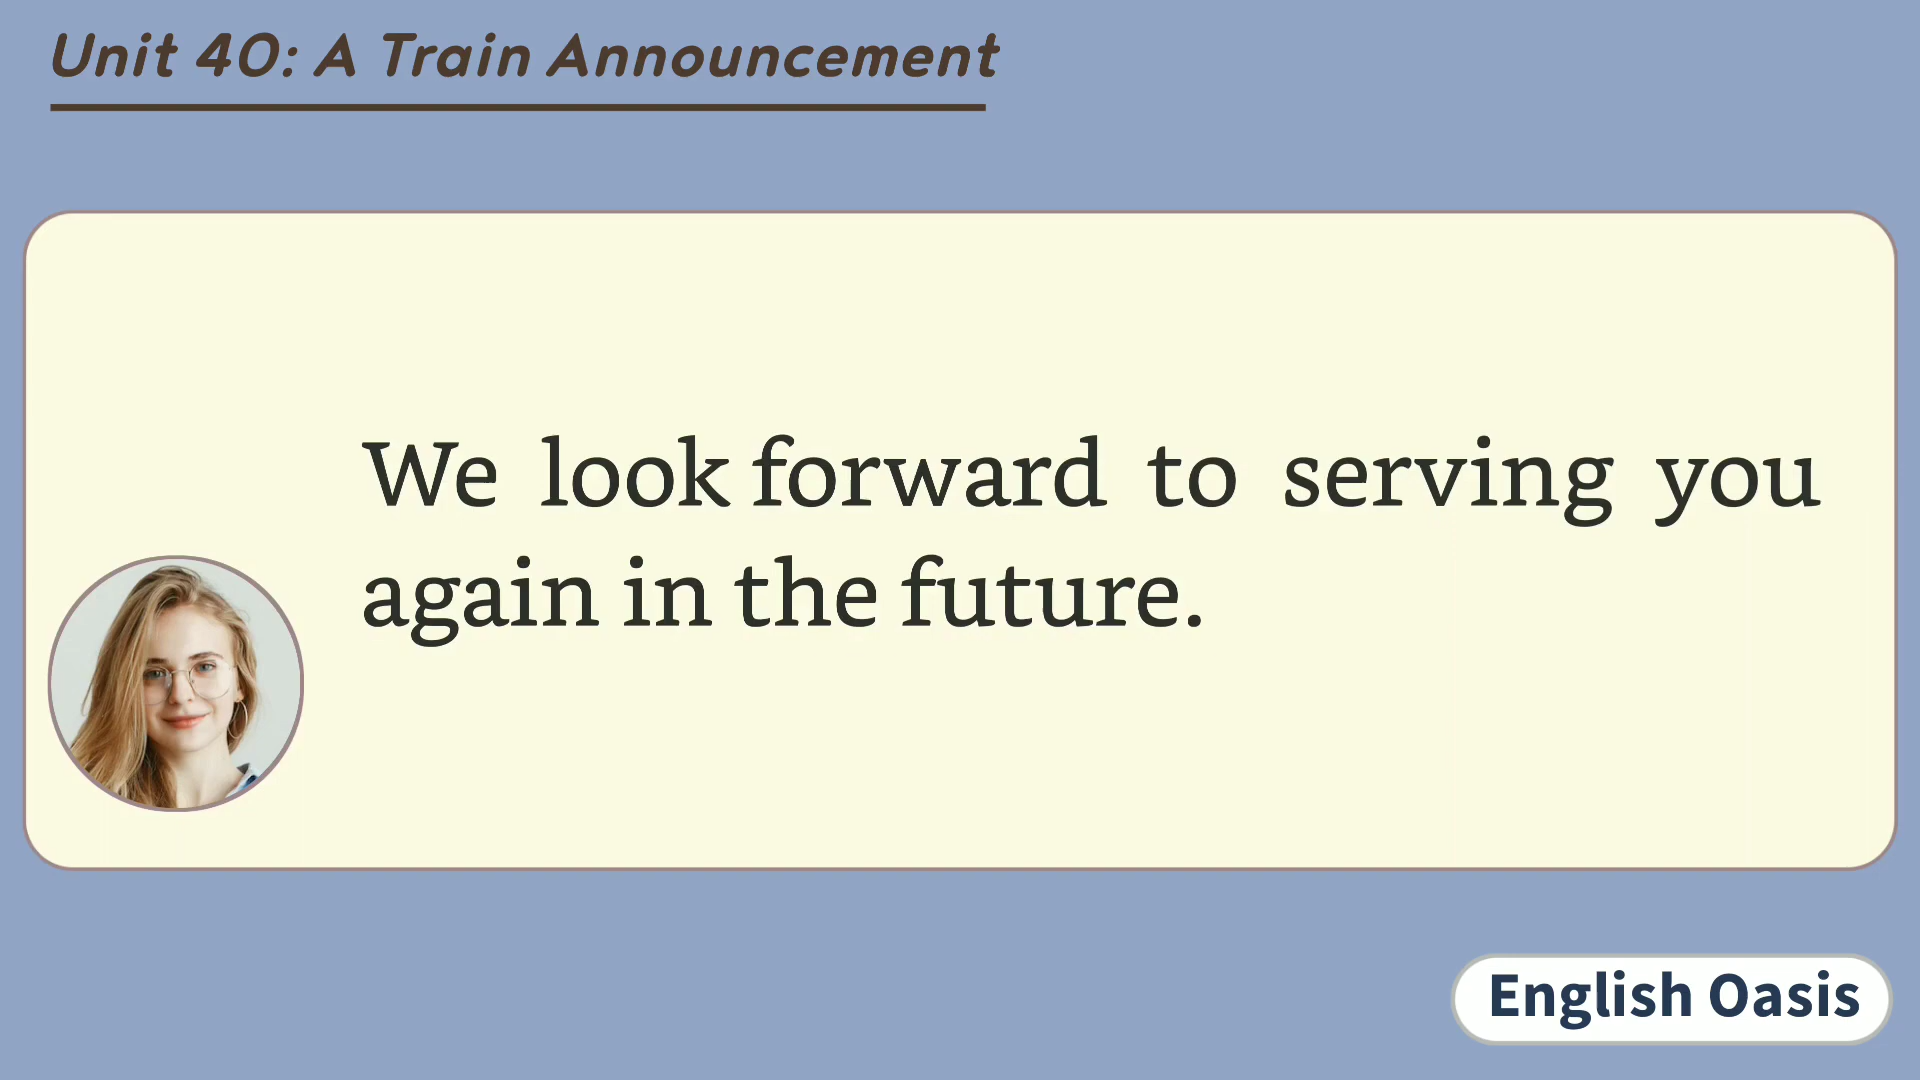 Unit 40: A Train Announcement
We look forward to serving you
again in the future.
English Oasis